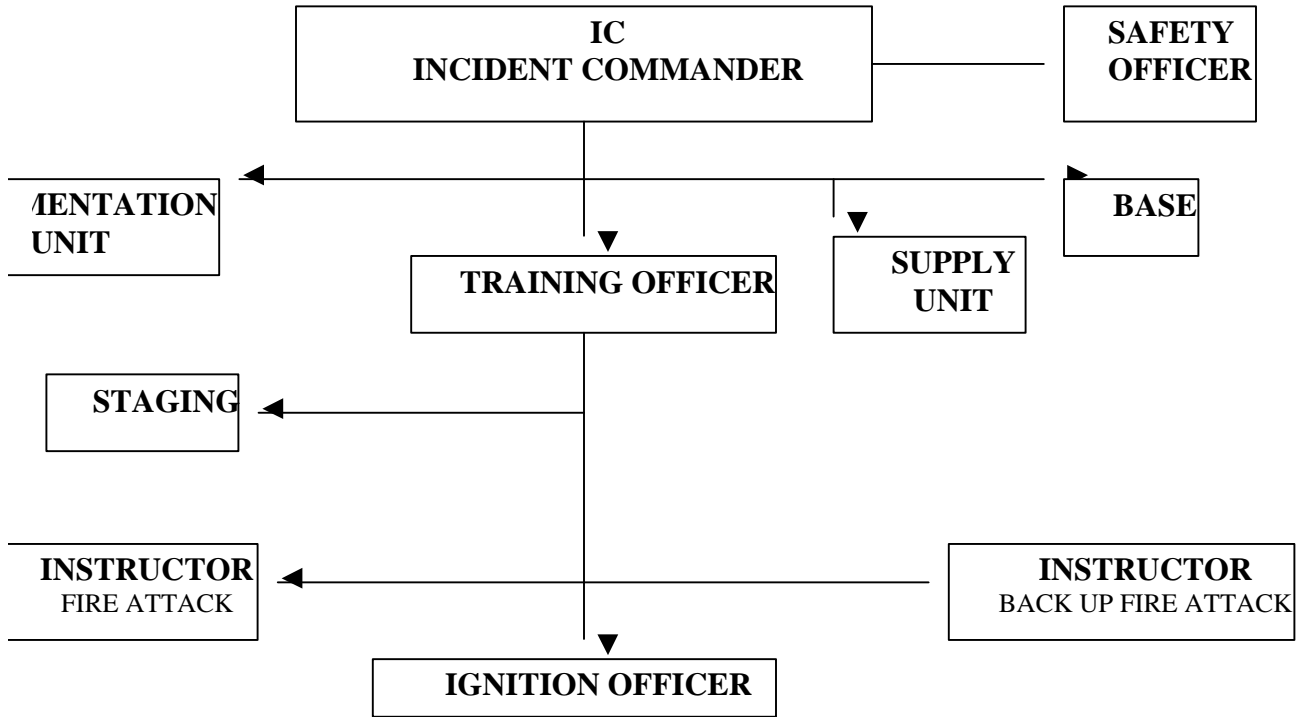 IC
INCIDENT COMMANDER
SAFETY
OFFICER
UNIT
BASE
TRAINING OFFICER
SUPPLY
UNIT
STAGING
INSTRUCTOR
FIRE ATTACK
INSTRUCTOR
BACK UP FIRE ATTACK
IGNITION OFFICER